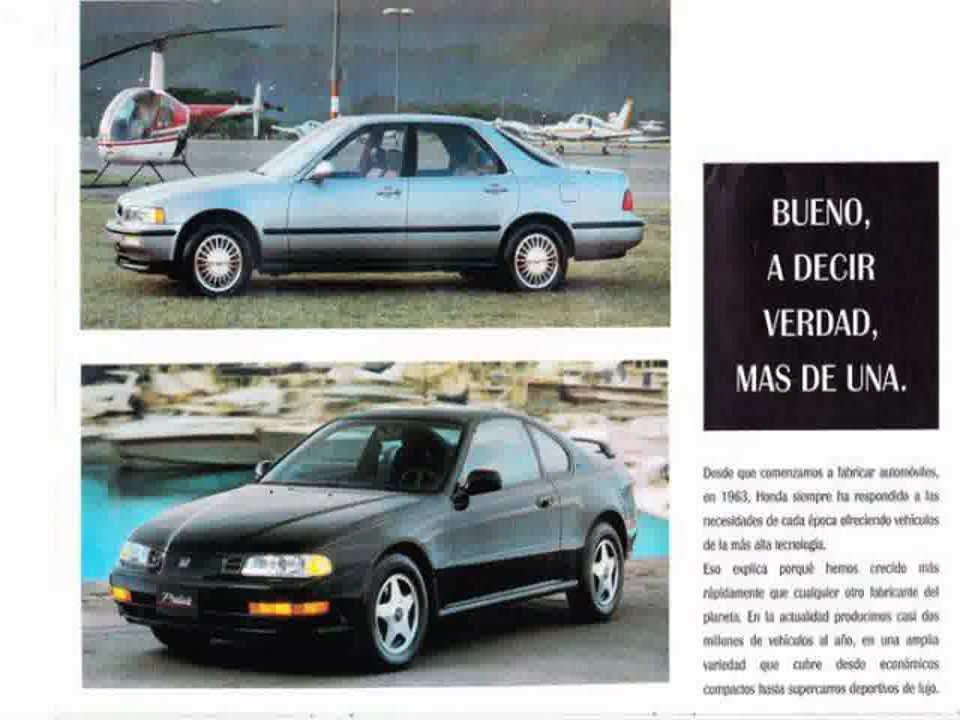 BUENO,
A DECIR
VERDAD,
MAS DE UNA.
Prelude
Desde que comenzamos a fabricar automóviles,
en 1963, Honda siempre ha respondido a las
necesidades de cada época ofreciendo vehículos
de la más alta tecnología.
Eso explica porqué hemos crecido más
rápidamente que cualquier otro fabricante del
planeta. En la actualidad producimos casi dos
millones de vehículos al año, en una amplia
variedad que cubre desde económicos
compactos hasta supercarros deportivos de lujo.